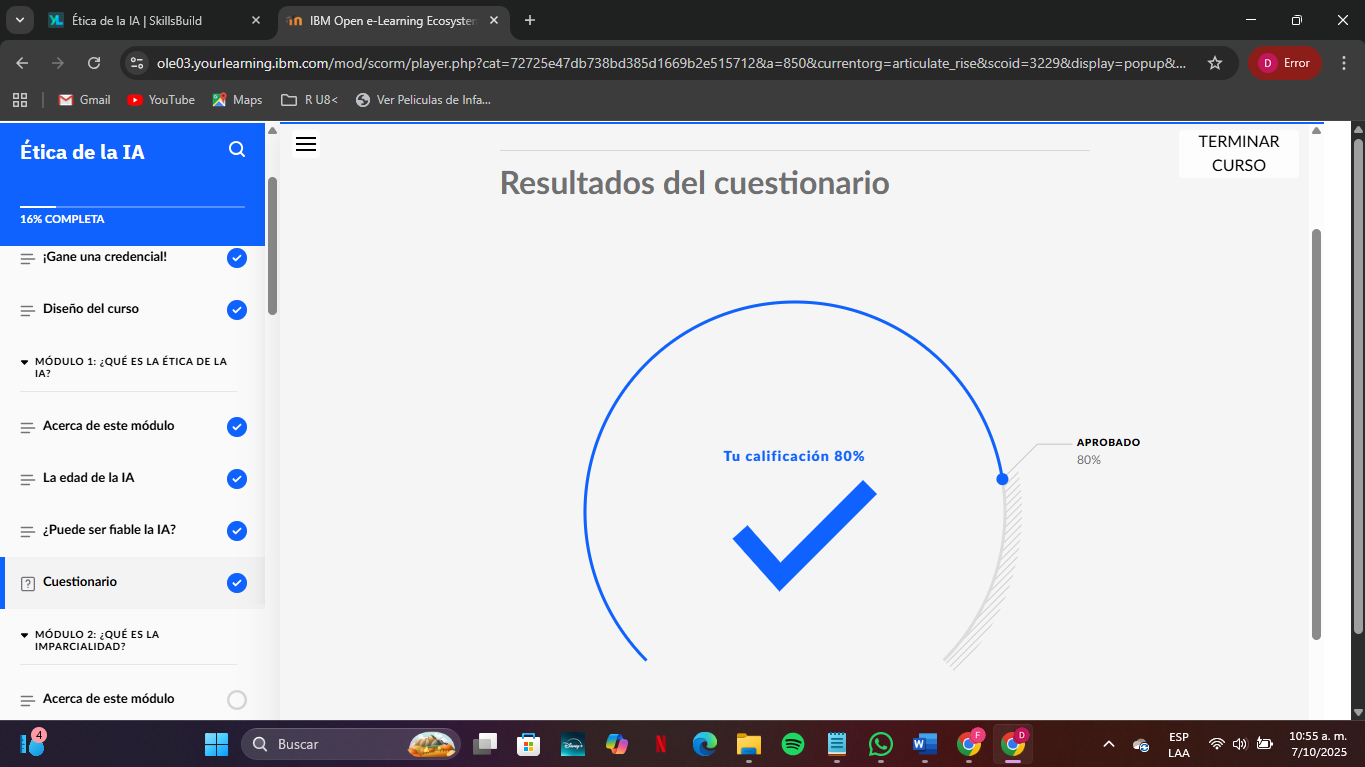 Ética de la IA | SkillsBuild
IBM Open e-Learning Ecosystem
ole03.yourlearning.ibm.com/mod/scorm/player.php?cat=72725e47db738bd385d1669b2e515712&a=850&currentorg=articulate_rise&scoid=3229&display=popup&...
D
Error
Gmail
YouTube
Maps
R U8<
Ver Peliculas de Infa...
Ética de la IA
16% COMPLETA
¡Gane una credencial!
Diseño del curso
MÓDULO 1: ¿QUÉ ES LA ÉTICA DE LA
IA?
Acerca de este módulo
La edad de la IA
¿Puede ser fiable la IA?
Cuestionario
MÓDULO 2: ¿QUÉ ES LA
IMPARCIALIDAD?
Acerca de este módulo
TERMINAR
CURSO
Resultados del cuestionario
Tu calificación 80%
APROBADO
80%
4
Buscar
Disney+
N
W
F
D
ESP
LAA
10:55 a. m.
7/10/2025